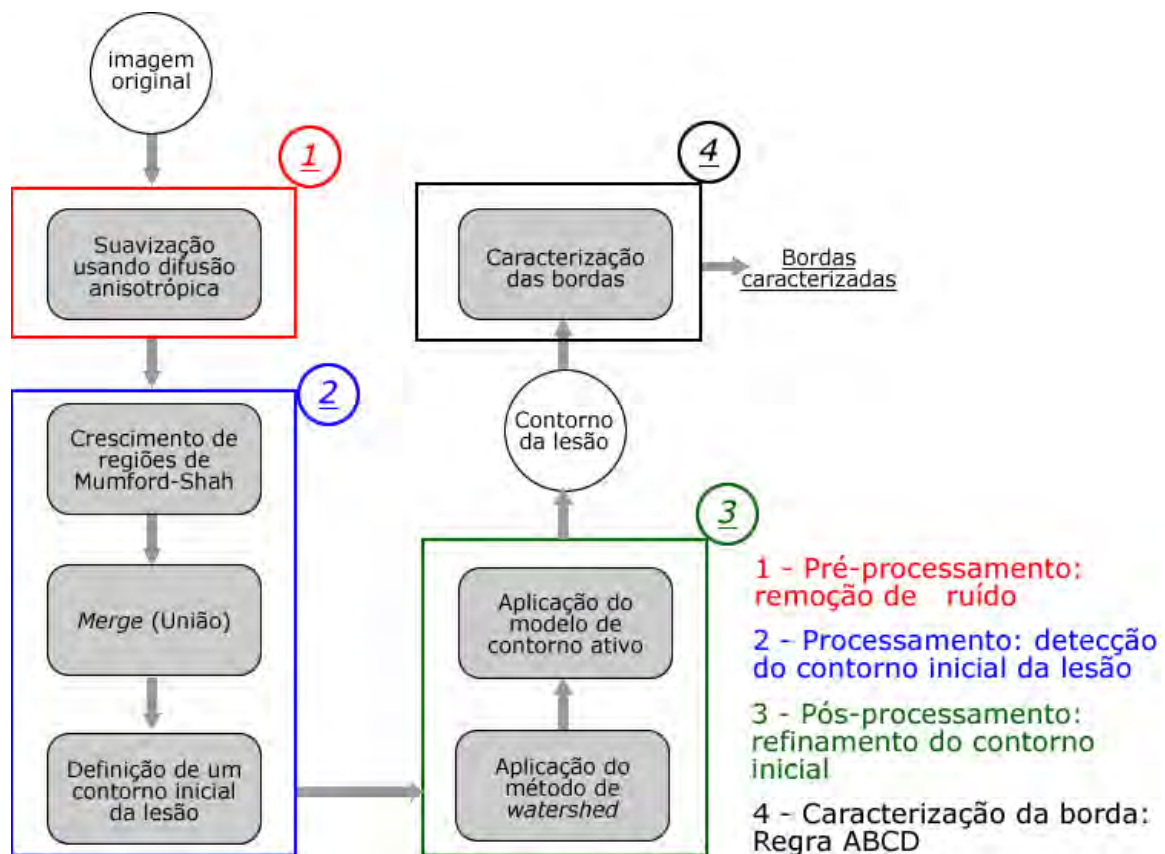 imagem
original
1
Suavização
usando difusão
anisotrópica
2
Crescimento de
regiões de
Mumford-Shah
Merge (União)
Definição de um
contorno inicial
da lesão
3
Aplicação do
método de
watershed
Aplicação do
modelo de
contorno ativo
Contorno
da lesão
4
Caracterização
das bordas
Bordas
caracterizadas
1 - Pré-processamento:
remoção de ruído
2 - Processamento: detecção
do contorno inicial da lesão
3 - Pós-processamento:
refinamento do contorno
inicial
4 - Caracterização da borda:
Regra ABCD